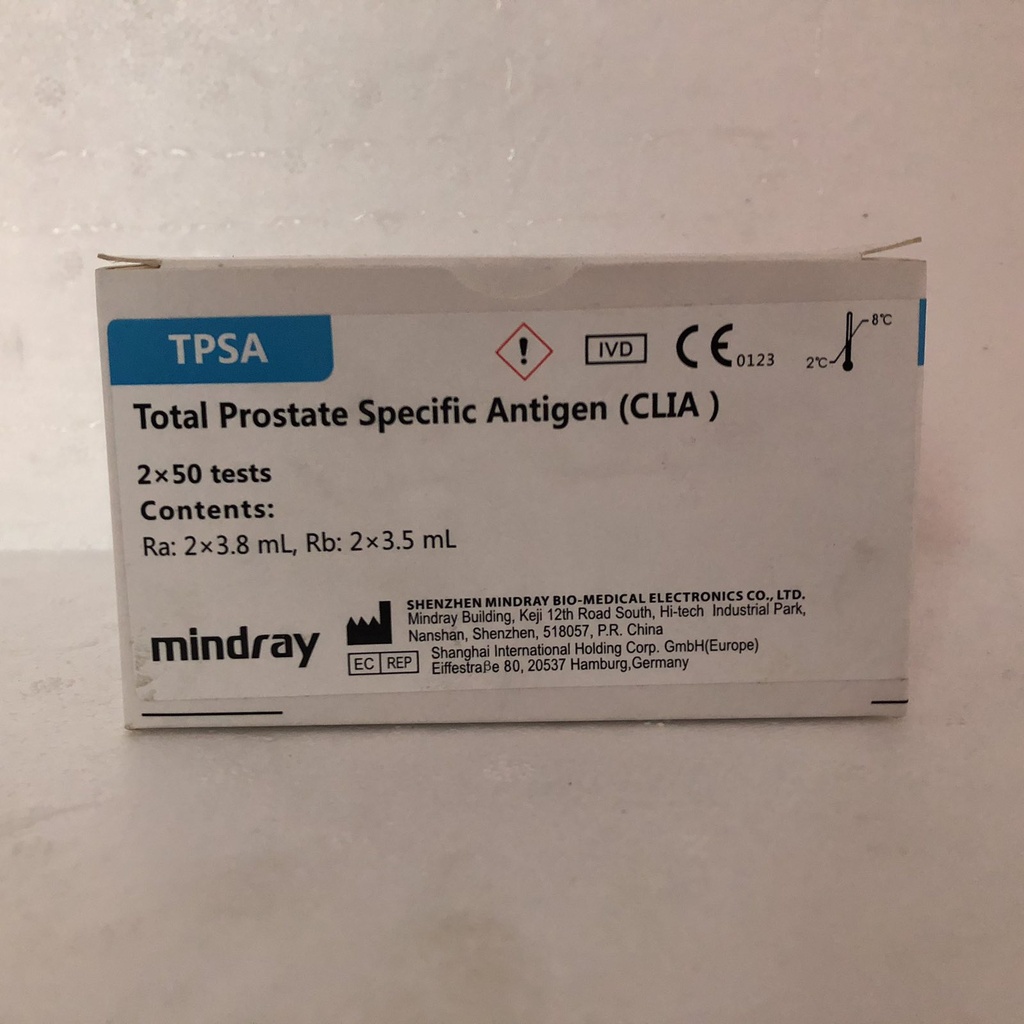 TPSA
! IVD CE 0123 2℃ 8℃
Total Prostate Specific Antigen (CLIA )
2×50 tests
Contents:
Ra: 2×3.8 mL, Rb: 2×3.5 mL
mindray
SHENZHEN MINDRAY BIO-MEDICAL ELECTRONICS CO., LTD.
Mindray Building, Keji 12th Road South, Hi-tech Industrial Park,
Nanshan, Shenzhen, 518057, P.R. China
EC REP
Shanghai International Holding Corp. GmbH(Europe)
Eiffestraβe 80, 20537 Hamburg,Germany